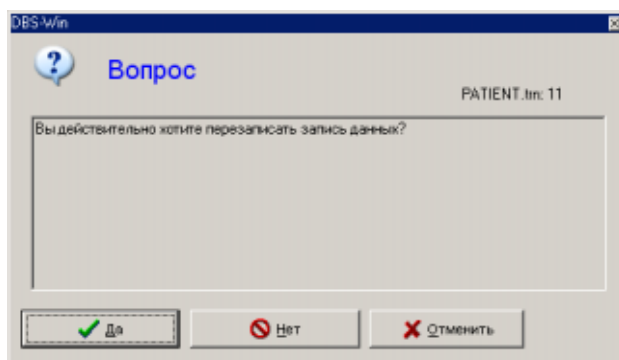 DBS-Win
Вопрос
PATIENT.tm: 11
Вы действительно хотите перезаписать запись данных?
Да
Нет
Отменить